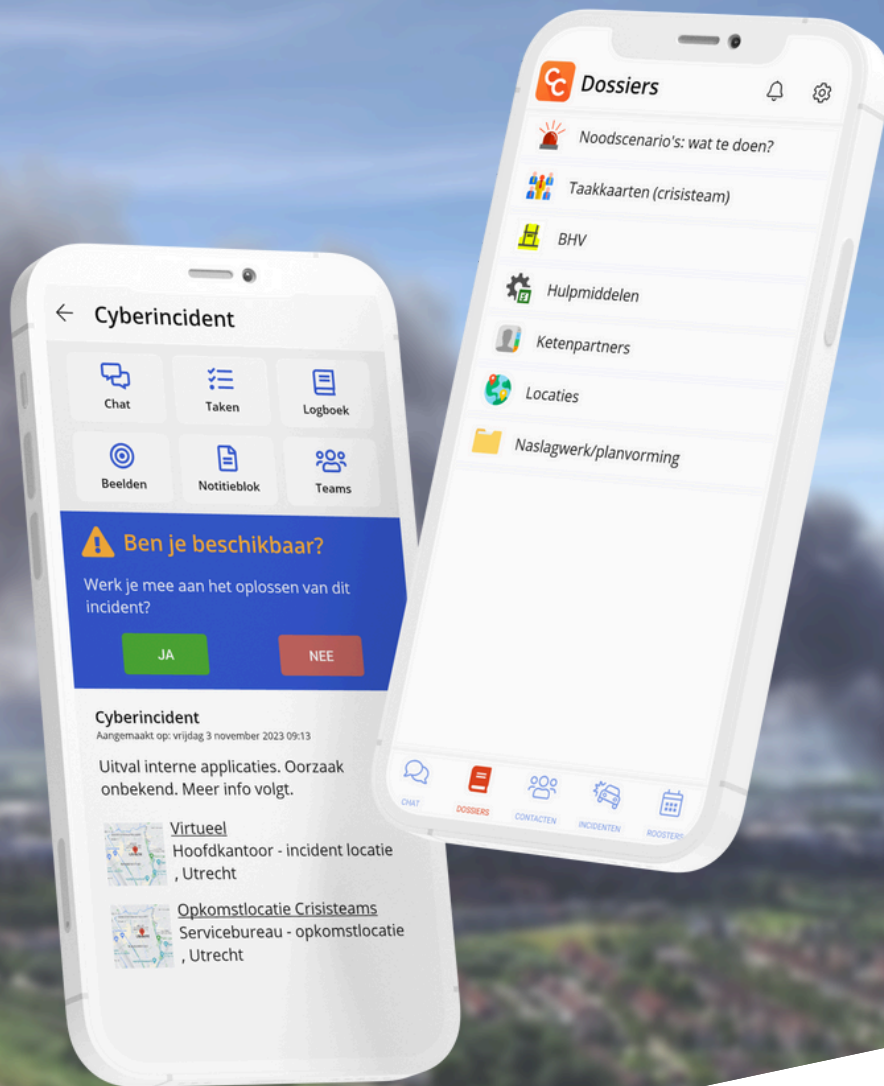 Cyberincident
Chat
Taken
Logboek
Beelden
Notitieblok
Teams
Ben je beschikbaar?
Werk je mee aan het oplossen van dit
incident?
JA
NEE
Cyberincident
Aangemaakt op: vrijdag 3 november 2023 09:13
Uitval interne applicaties. Oorzaak
onbekend. Meer info volgt.
Virtueel
Hoofdkantoor - incident locatie
, Utrecht
Opkomstlocatie Crisisteams
Servicebureau - opkomstlocatie
, Utrecht
CC
Dossiers
Noodscenario's: wat te doen?
Taakkaarten (crisisteam)
BHV
Hulpmiddelen
Ketenpartners
Locaties
Naslagwerk/planvorming
CHAT
DOSSIERS
CONTACTEN
INCIDENTEN
ROOSTERS